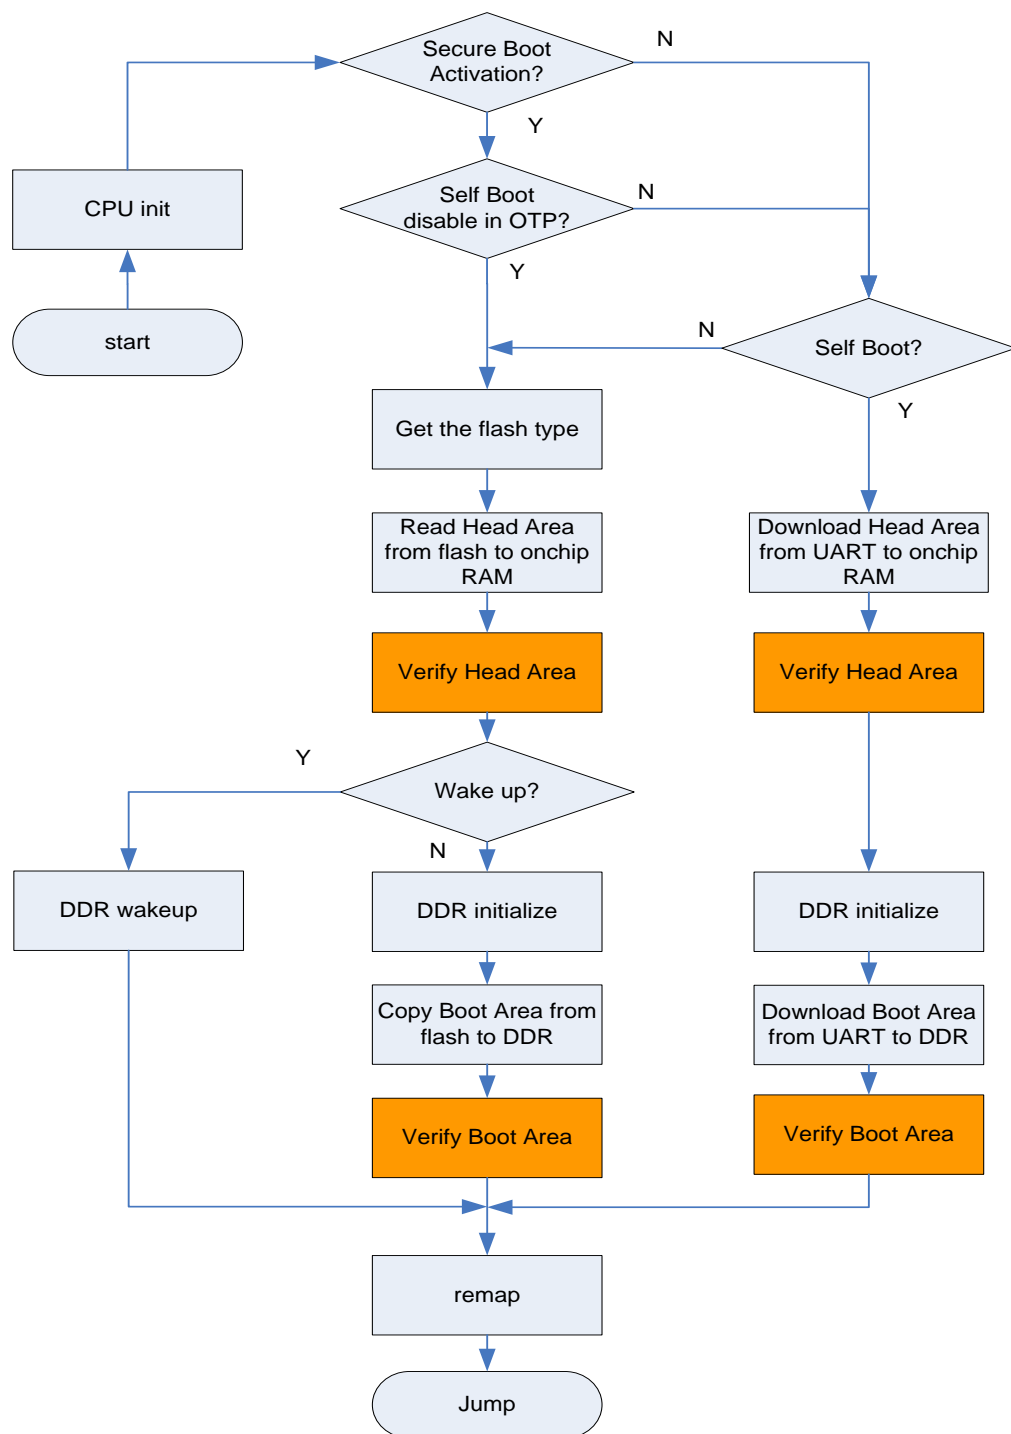 Secure Boot
Activation?
N
Y
CPU init
Self Boot
disable in OTP?
N
Y
start
N
Self Boot?
Y
Get the flash type
Read Head Area
from flash to onchip
RAM
Download Head Area
from UART to onchip
RAM
Verify Head Area
Verify Head Area
Y
Wake up?
N
DDR wakeup
DDR initialize
DDR initialize
Copy Boot Area from
flash to DDR
Download Boot Area
from UART to DDR
Verify Boot Area
Verify Boot Area
remap
Jump